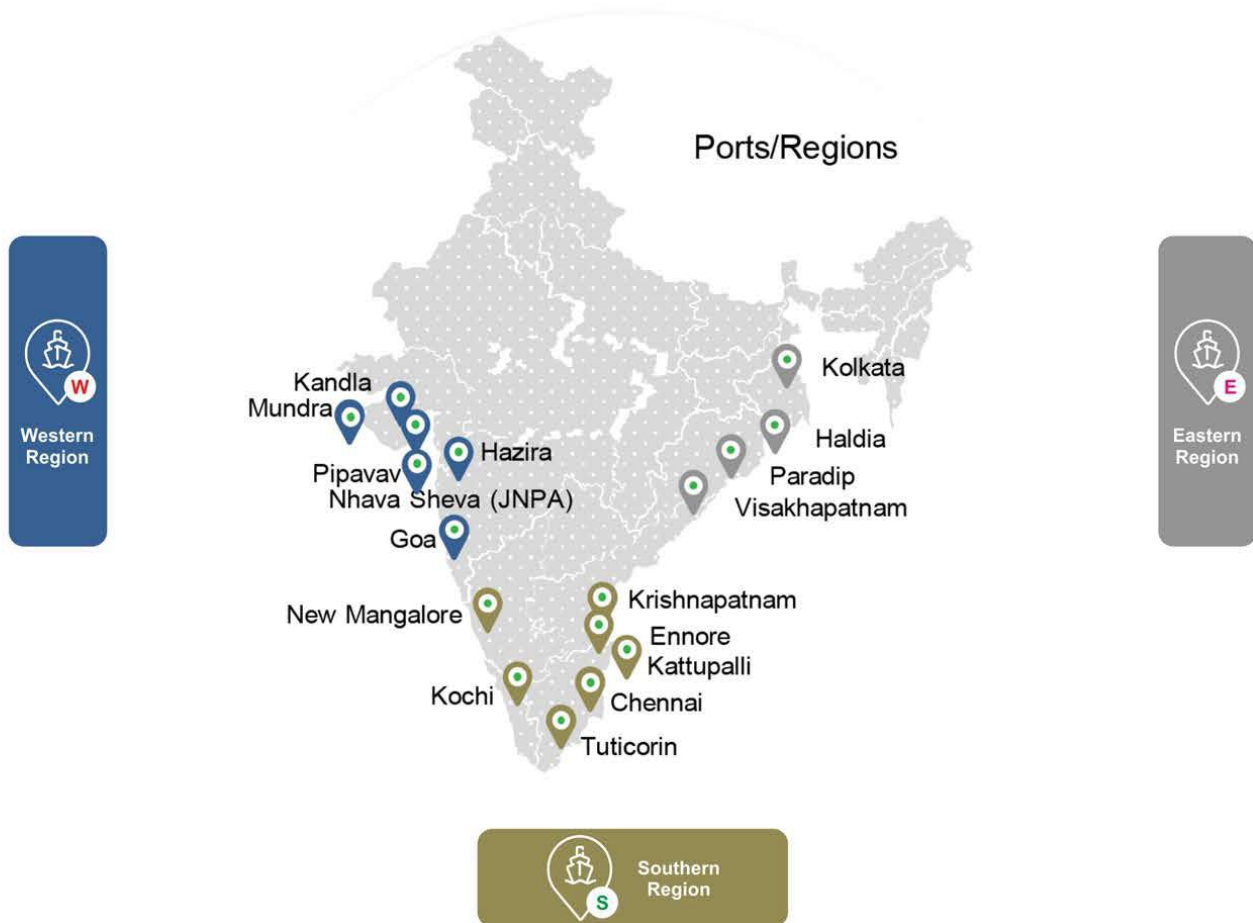 Ports/Regions
W
Western
Region
Kandla
Mundra
Pipavav
Hazira
Nhava Sheva (JNPA)
Goa
New Mangalore
Kochi
Kolkata
Haldia
Paradip
Visakhapatnam
Krishnapatnam
Ennore
Kattupalli
Chennai
Tuticorin
E
Eastern
Region
S
Southern
Region